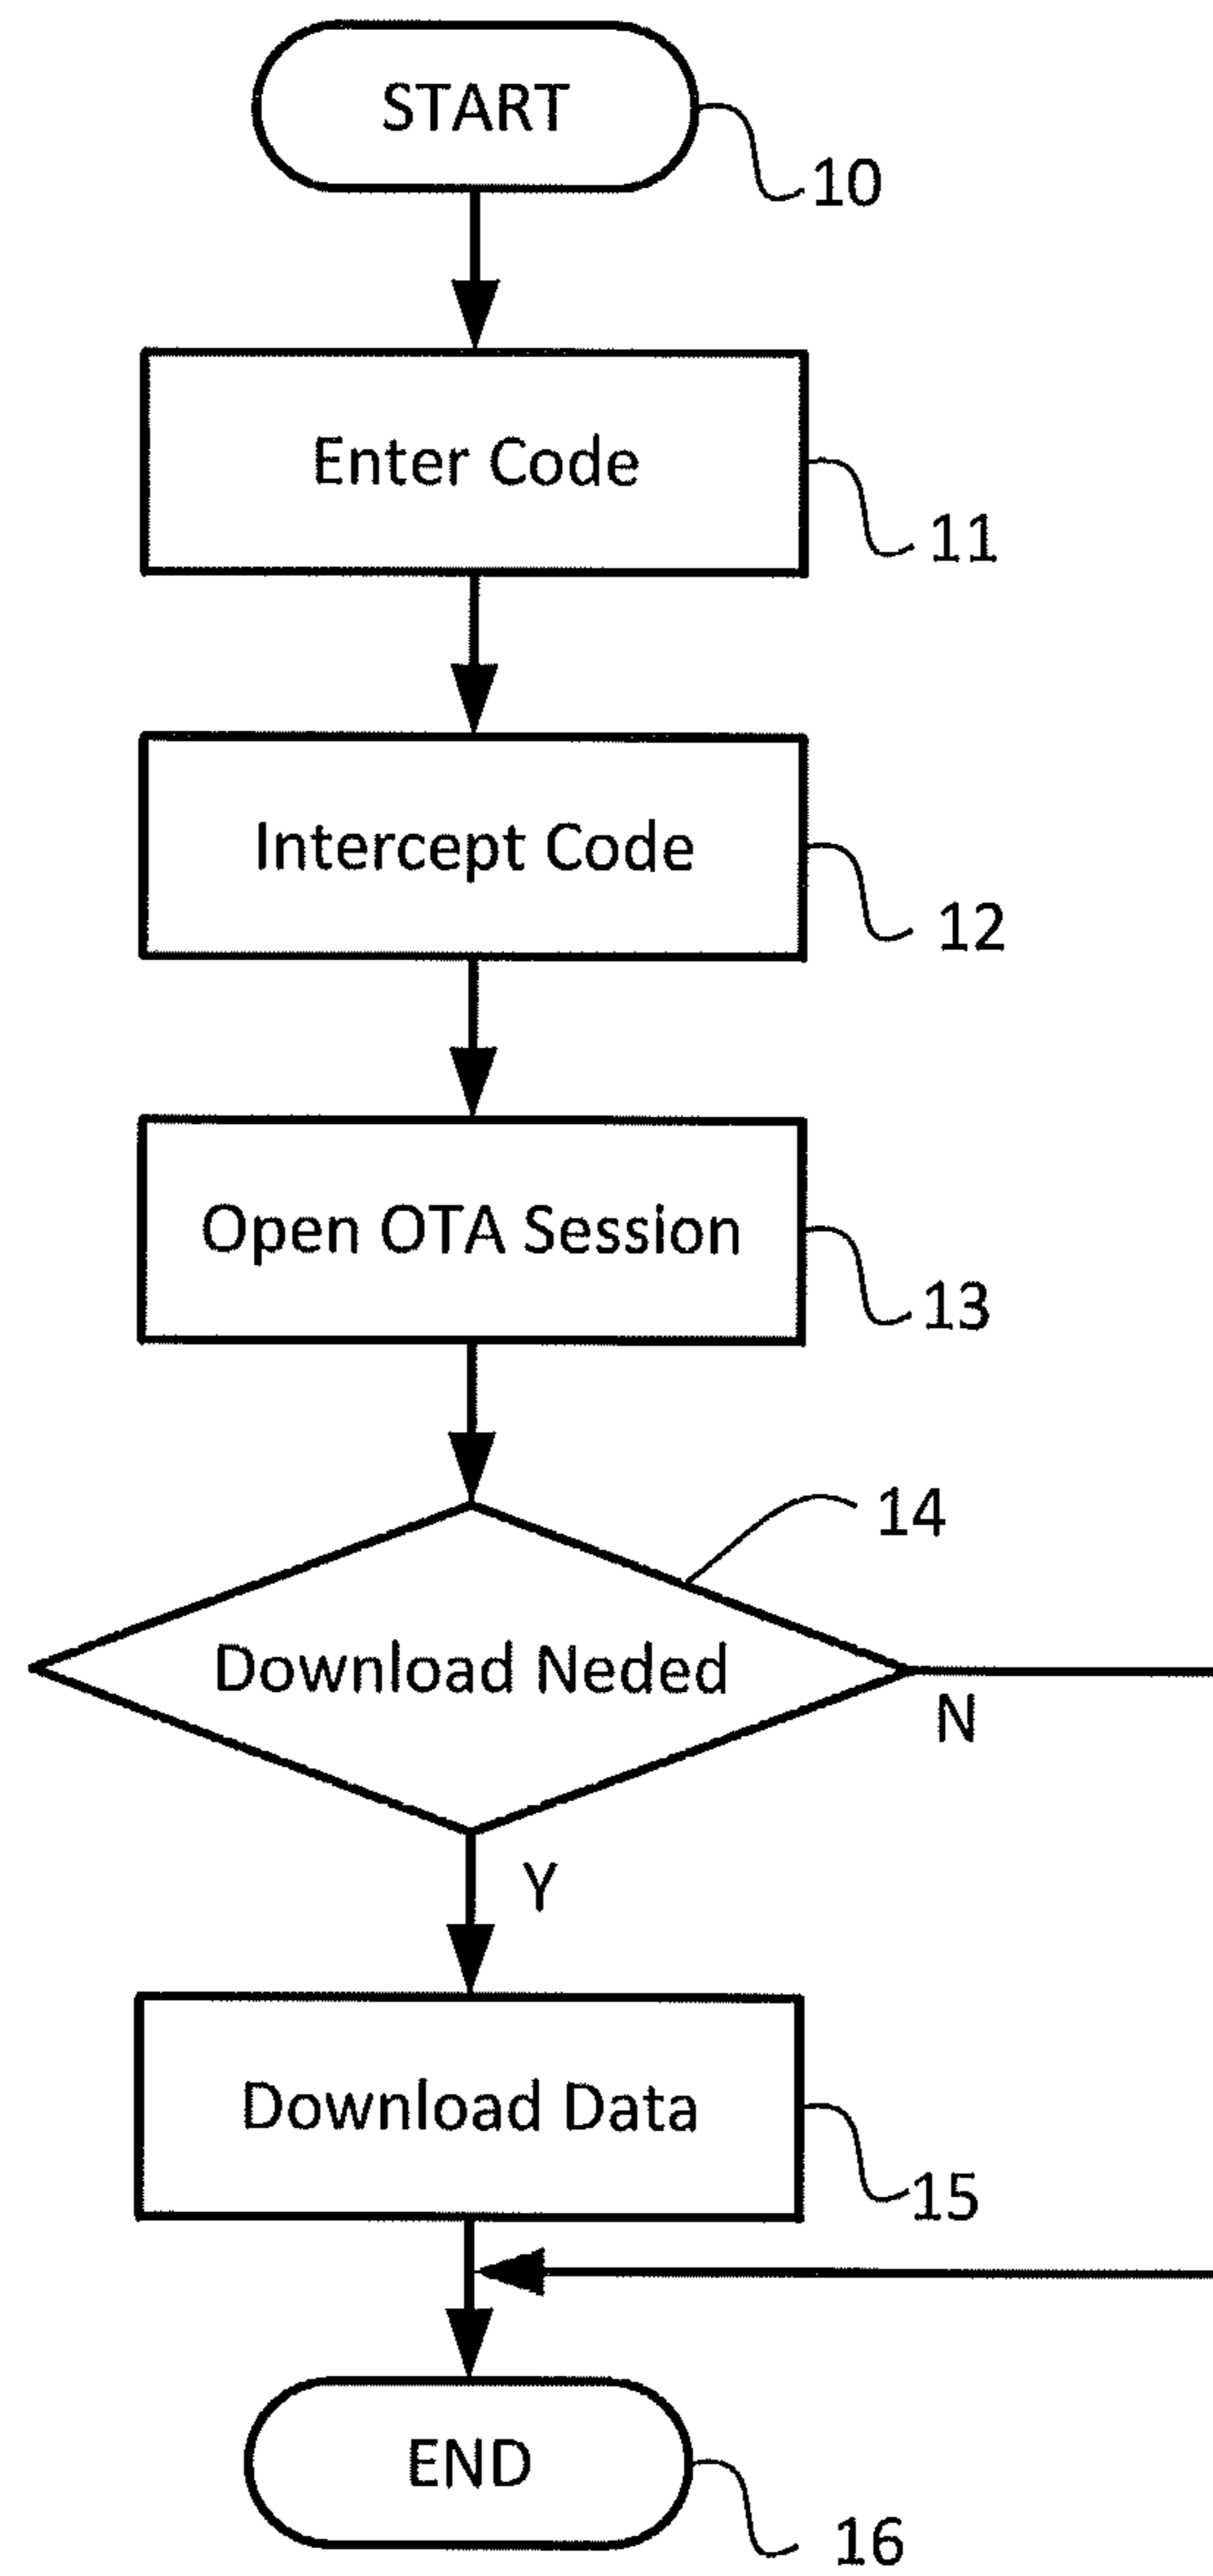 START
10
Enter Code
11
Intercept Code
12
Open OTA Session
13
14
Download Neded
N
Y
Download Data
15
END
16